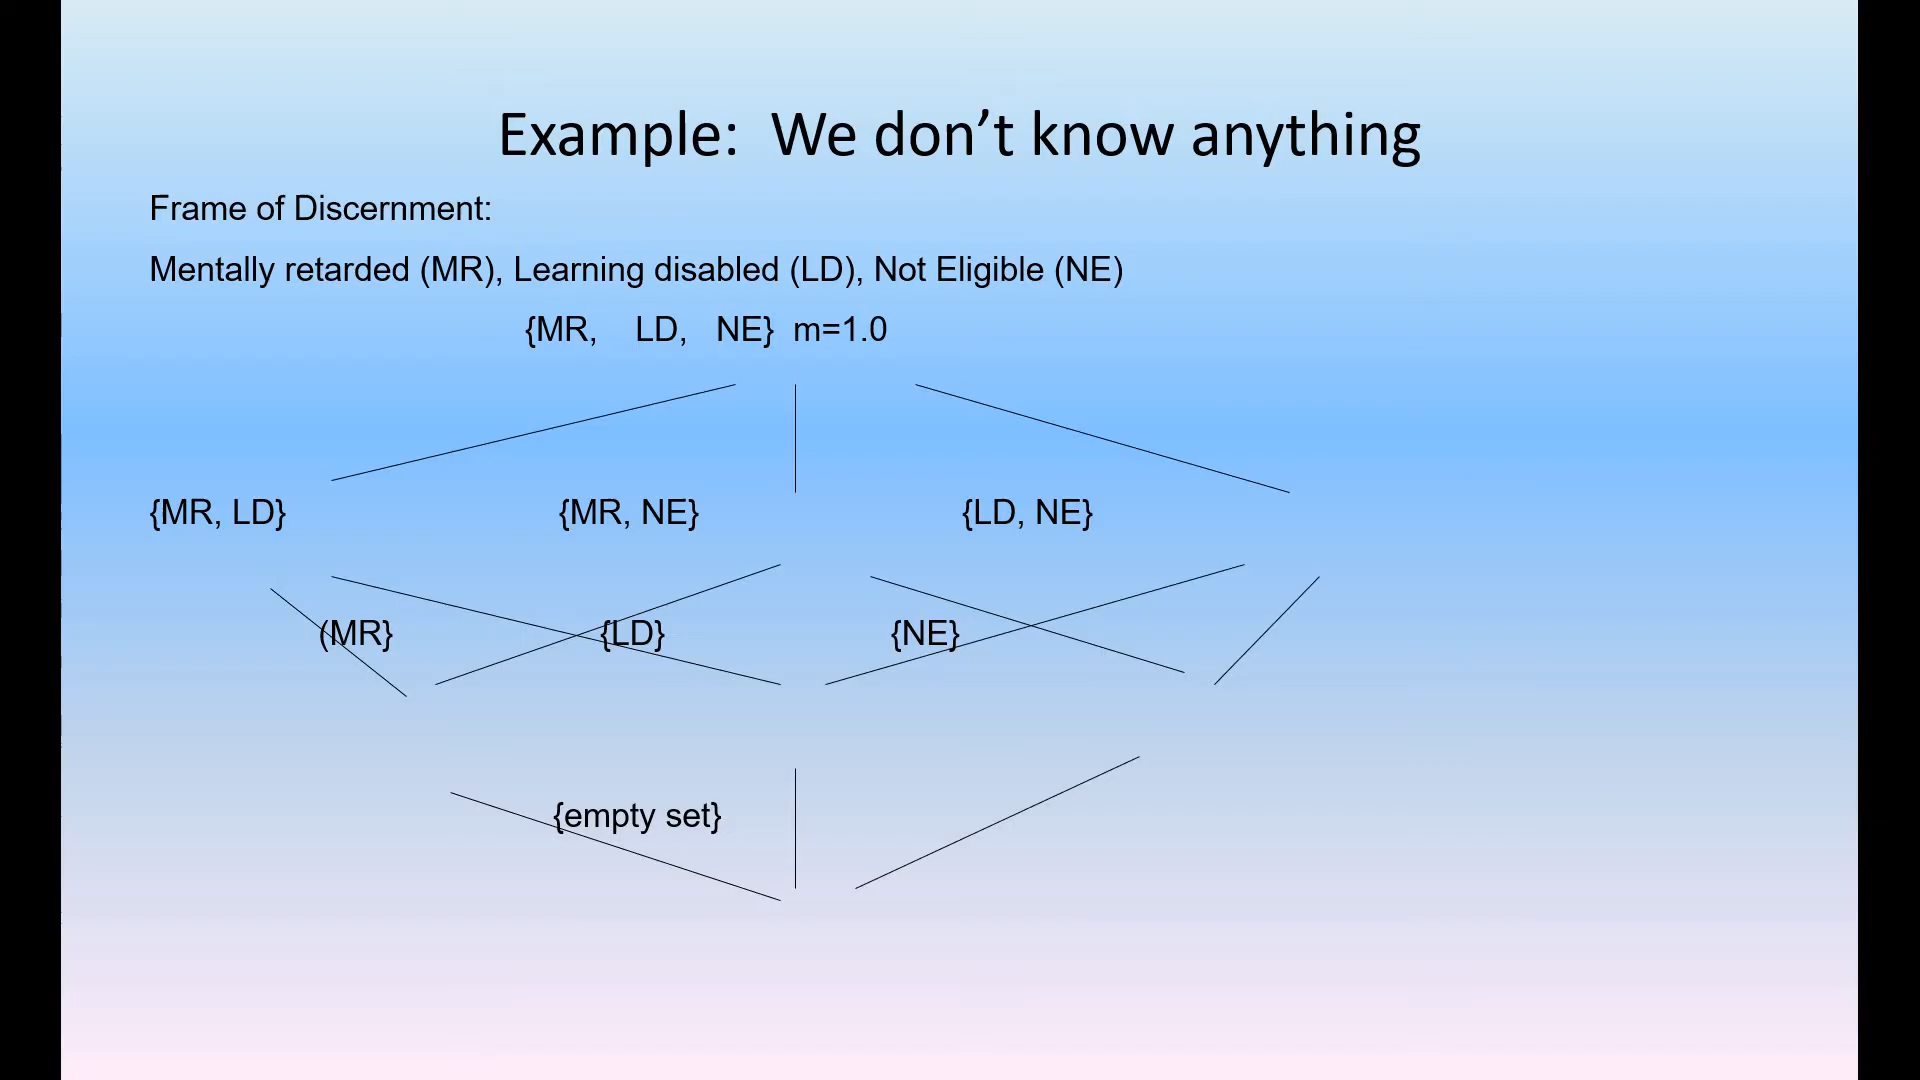 Example:  We don’t know anything
Frame of Discernment:
Mentally retarded (MR), Learning disabled (LD), Not Eligible (NE)
{MR,    LD,   NE}  m=1.0
{MR, LD}    {MR, NE}    {LD, NE}
(MR}    {LD}    {NE}
{empty set}